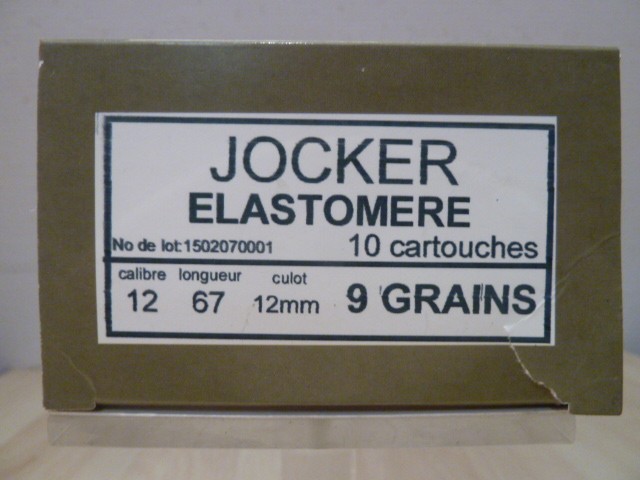 JOCKER
ELASTOMERE
No de lot:1502070001 10 cartouches
calibre longueur culot
12 67 12mm 9 GRAINS